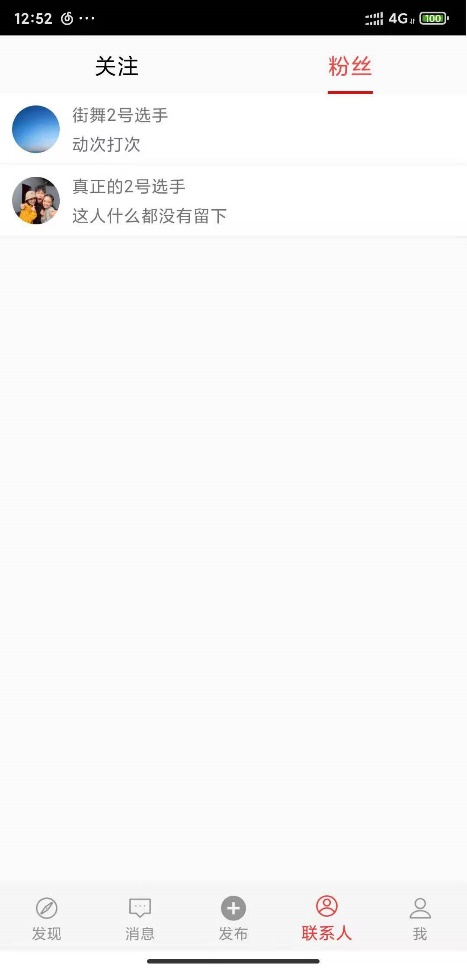 12:52
4G
100
关注
粉丝
街舞2号选手
动次打次
真正的2号选手
这人什么都没有留下
发现
消息
发布
联系人
我